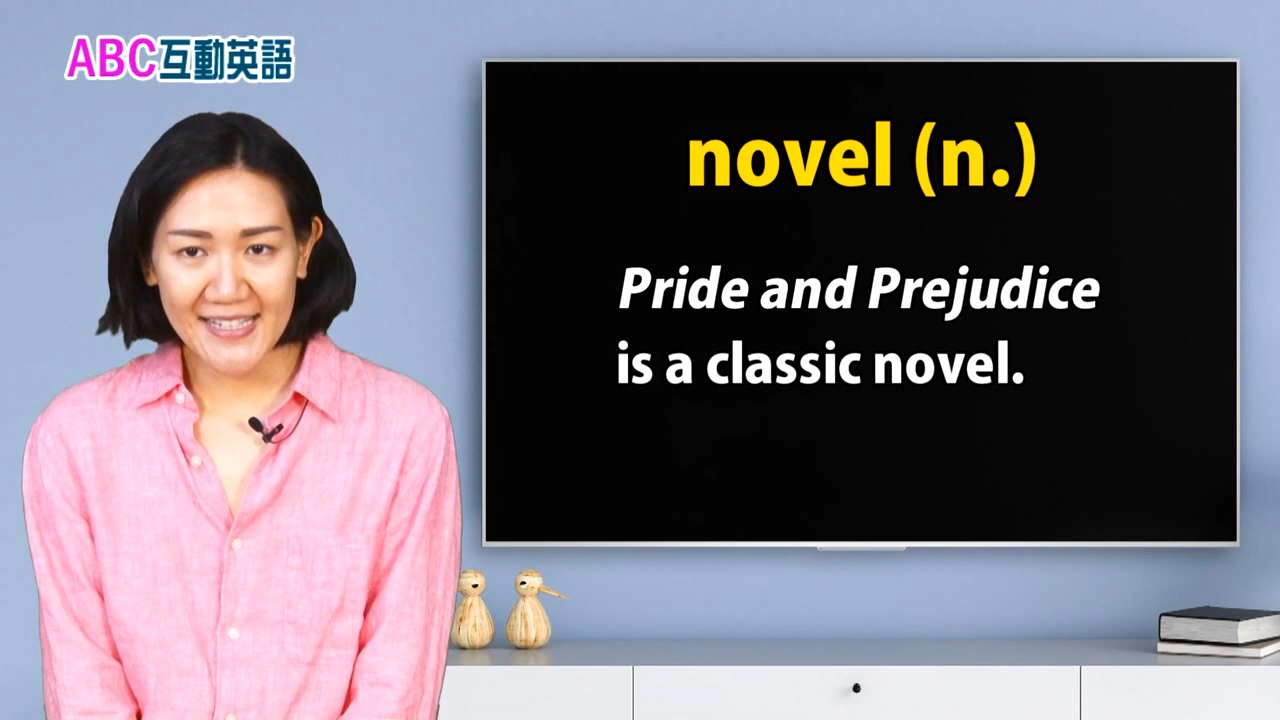 ABC互動英語
novel (n.)
Pride and Prejudice
is a classic novel.